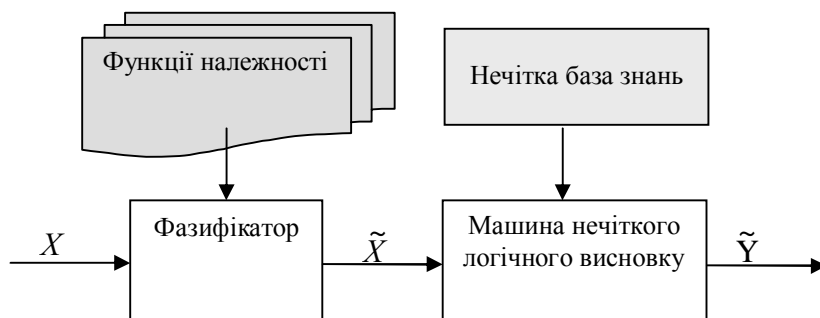 Функції належності
Нечітка база знань
Фазифікатор
Машина нечіткого
логічного висновку
X
X̃
Ỹ